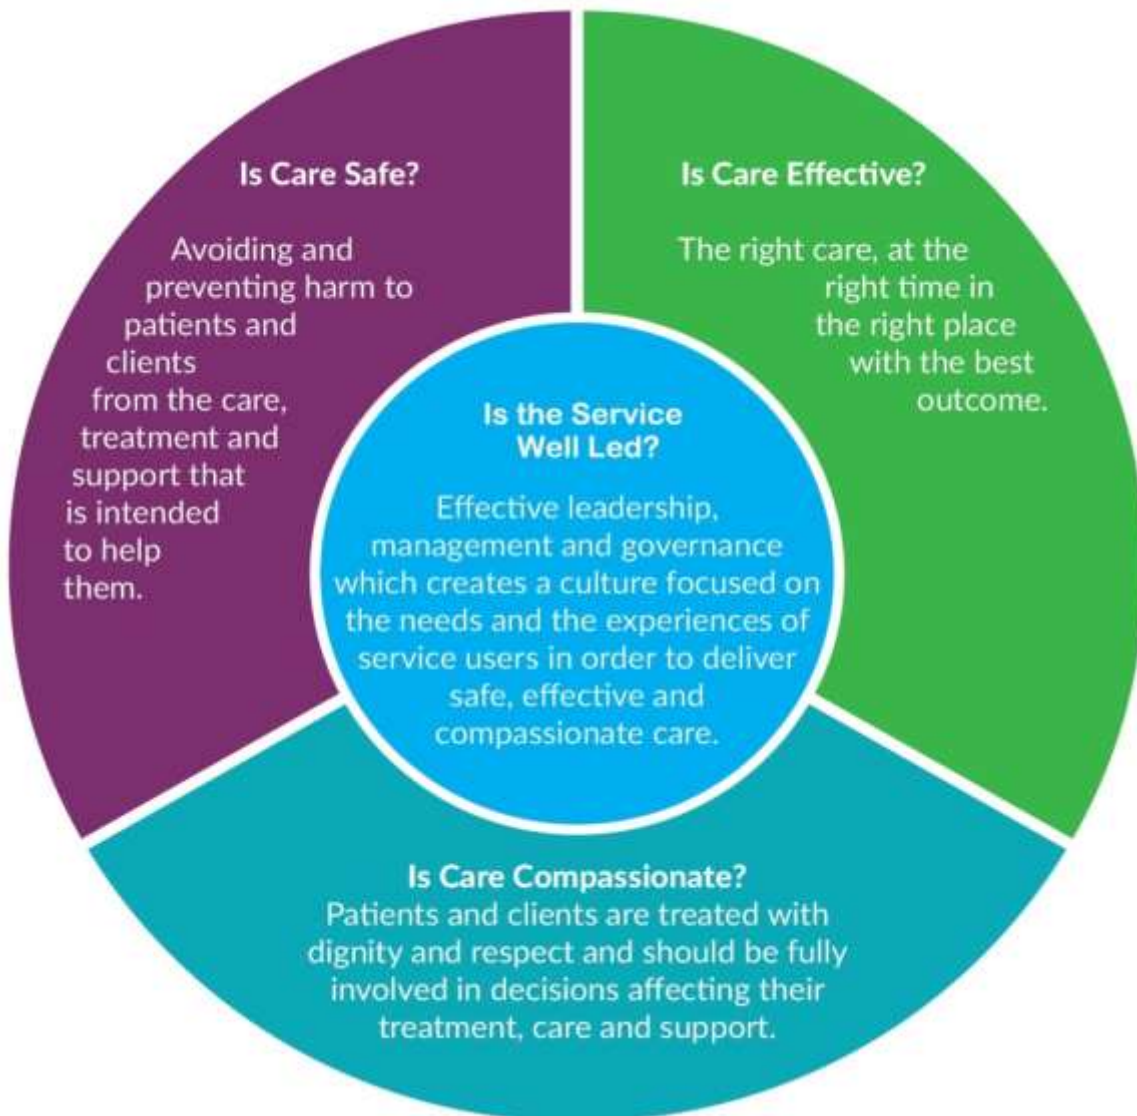 Is Care Safe?
Avoiding and
preventing harm to
patients and
clients
from the care,
treatment and
support that
is intended
to help
them.
Is Care Effective?
The right care, at the
right time in
the right place
with the best
outcome.
Is the Service
Well Led?
Effective leadership,
management and governance
which creates a culture focused on
the needs and the experiences of
service users in order to deliver
safe, effective and
compassionate care.
Is Care Compassionate?
Patients and clients are treated with
dignity and respect and should be fully
involved in decisions affecting their
treatment, care and support.